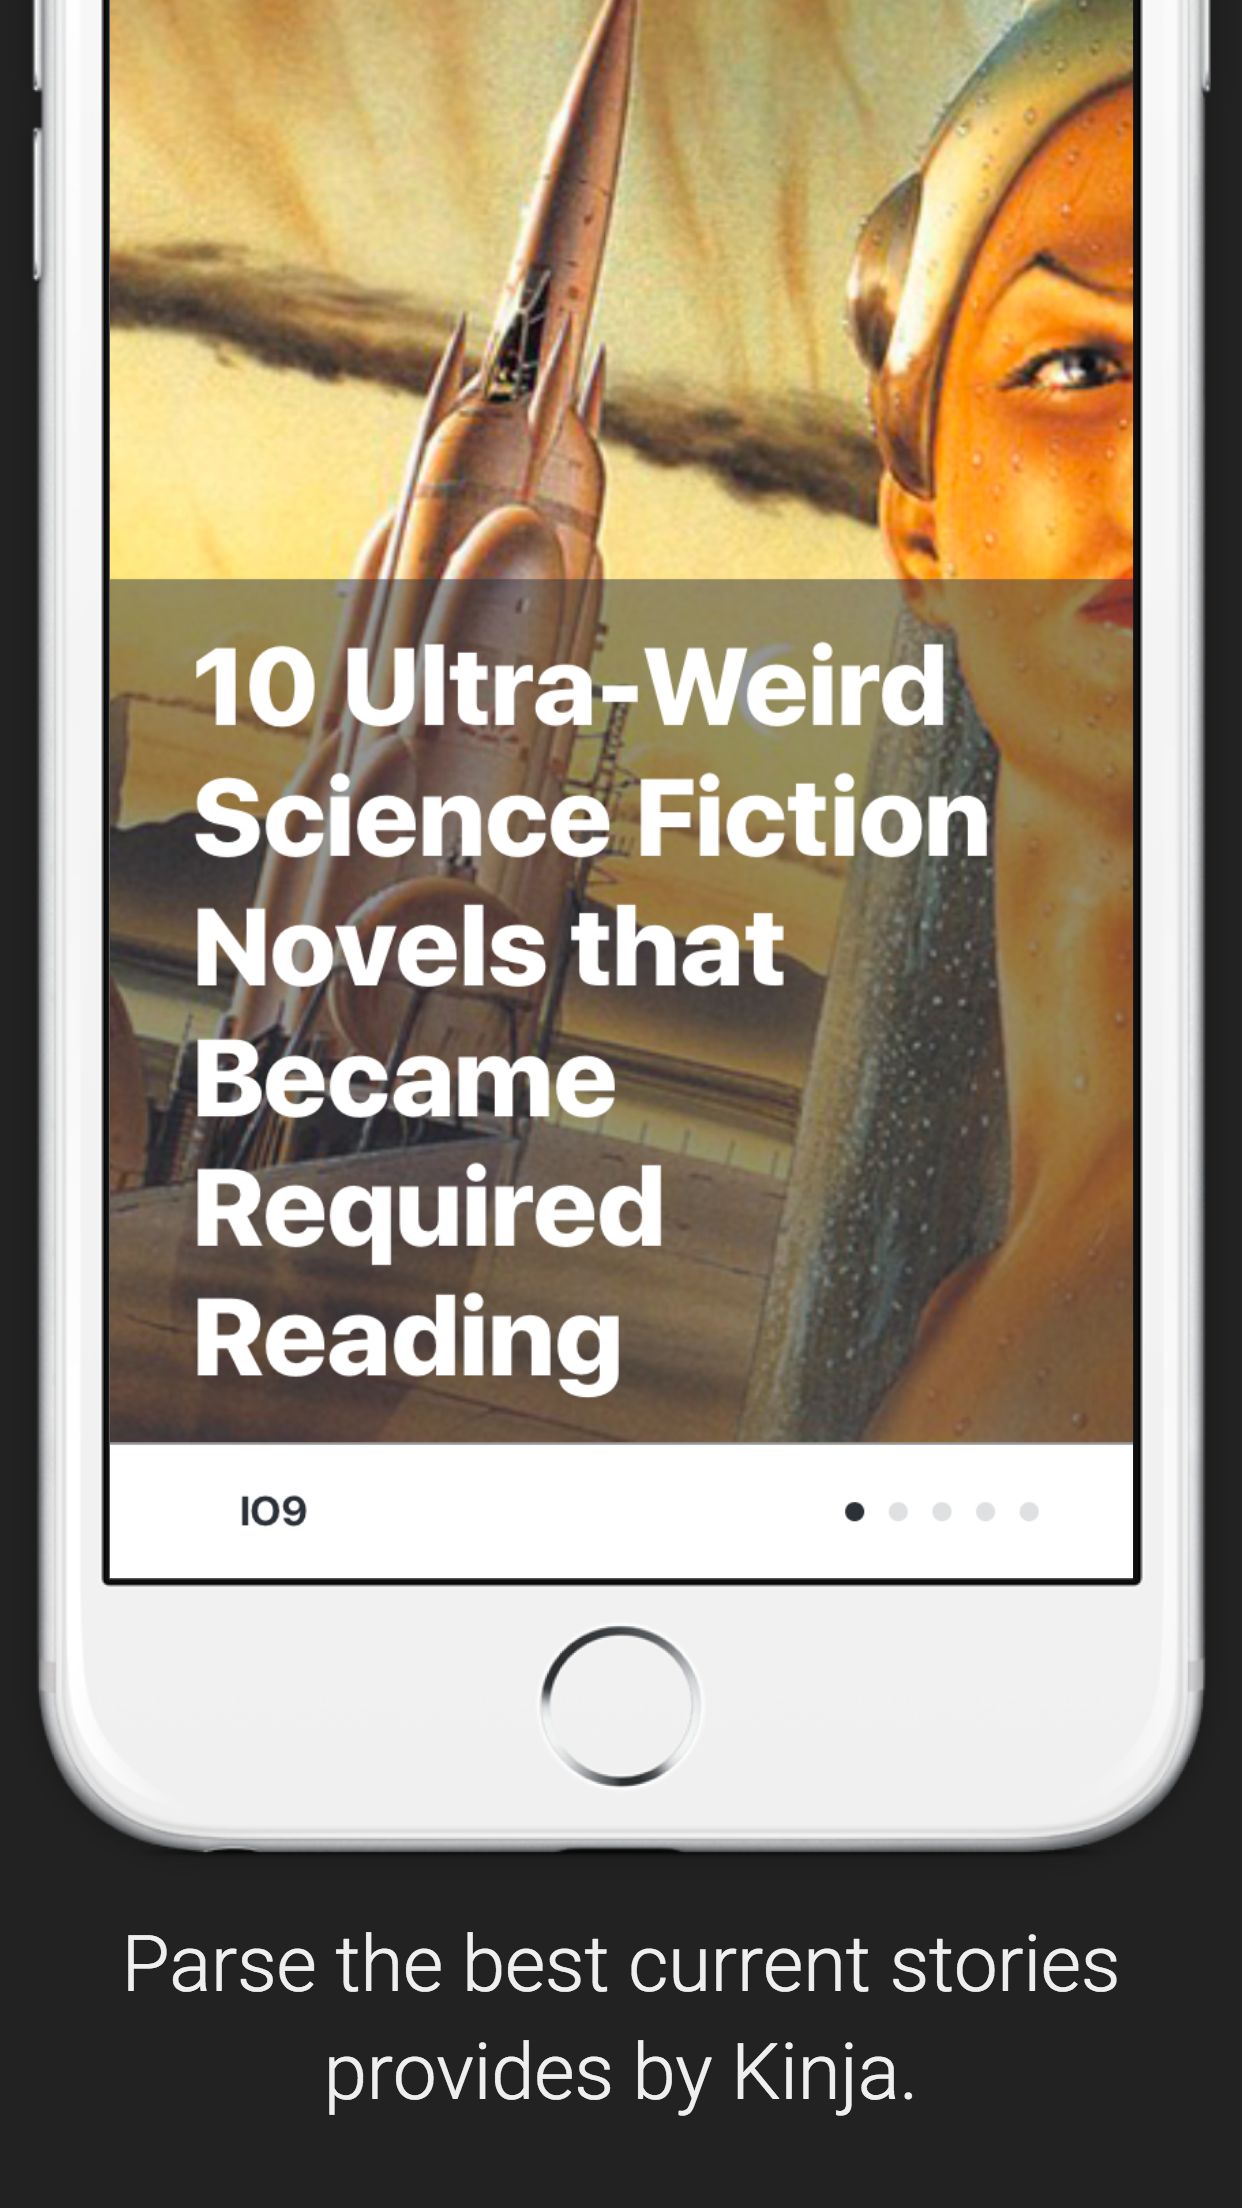 10 Ultra-Weird
Science Fiction
Novels that
Became
Required
Reading
IO9
Parse the best current stories
provides by Kinja.